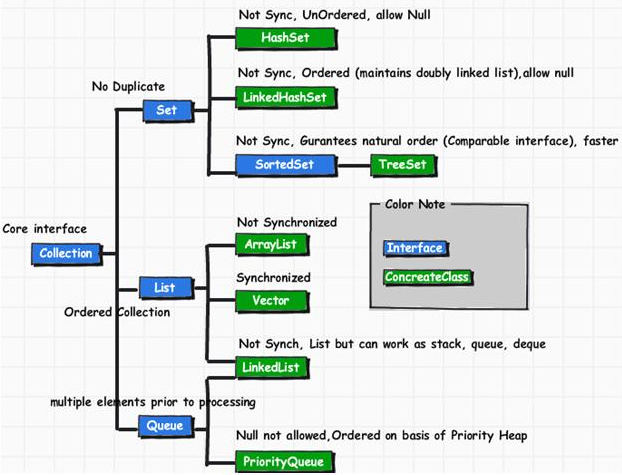 Not Sync, UnOrdered, allow Null
HashSet
Not Sync, Ordered (maintains doubly linked list),allow null
No Duplicate
LinkedHashSet
Set
Not Sync, Gurantees natural order (Comparable interface), faster
SortedSet
TreeSet
Color Note
Core interface
Not Synchronized
Collection
ArrayList
Interface
Synchronized
ConcreateClass
List
Vector
Ordered Collection
Not Synch, List but can work as stack, queue, deque
LinkedList
multiple elements prior to processing
Queue
Null not allowed,Ordered on basis of Priority Heap
PriorityQueue